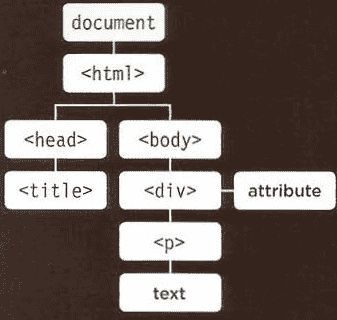 document
<html>
<head> <body>
<title> <div> attribute
<p>
text